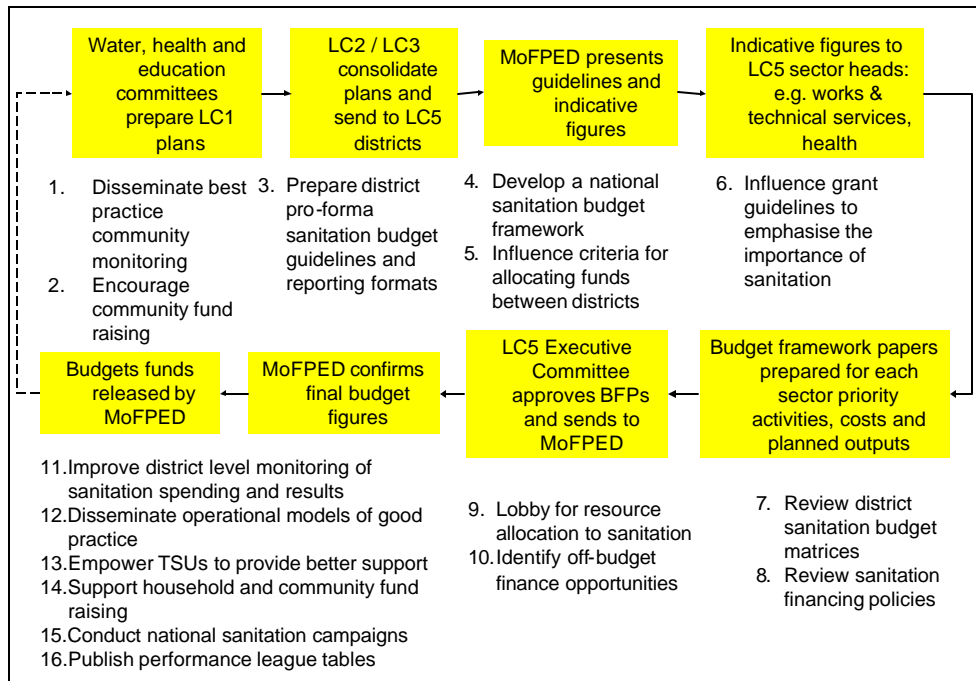 Water, health and
education
committees
prepare LC1
plans
LC2 / LC3
consolidate
plans and
send to LC5
districts
MoFPED presents
guidelines and
indicative
figures
Indicative figures to
LC5 sector heads:
e.g. works &
technical services,
health
1. Disseminate best
practice
community
monitoring
2. Encourage
community fund
raising
3. Prepare district
pro-forma
sanitation budget
guidelines and
reporting formats
4. Develop a national
sanitation budget
framework
5. Influence criteria for
allocating funds
between districts
6. Influence grant
guidelines to
emphasise the
importance of
sanitation
Budgets funds
released by
MoFPED
MoFPED confirms
final budget
figures
LC5 Executive
Committee
approves BFPs
and sends to
MoFPED
Budget framework papers
prepared for each
sector priority
activities, costs and
planned outputs
11.Improve district level monitoring of
sanitation spending and results
12.Disseminate operational models of good
practice
13.Empower TSUs to provide better support
14.Support household and community fund
raising
15.Conduct national sanitation campaigns
16.Publish performance league tables
9. Lobby for resource
allocation to sanitation
10.Identify off-budget
finance opportunities
7. Review district
sanitation budget
matrices
8. Review sanitation
financing policies